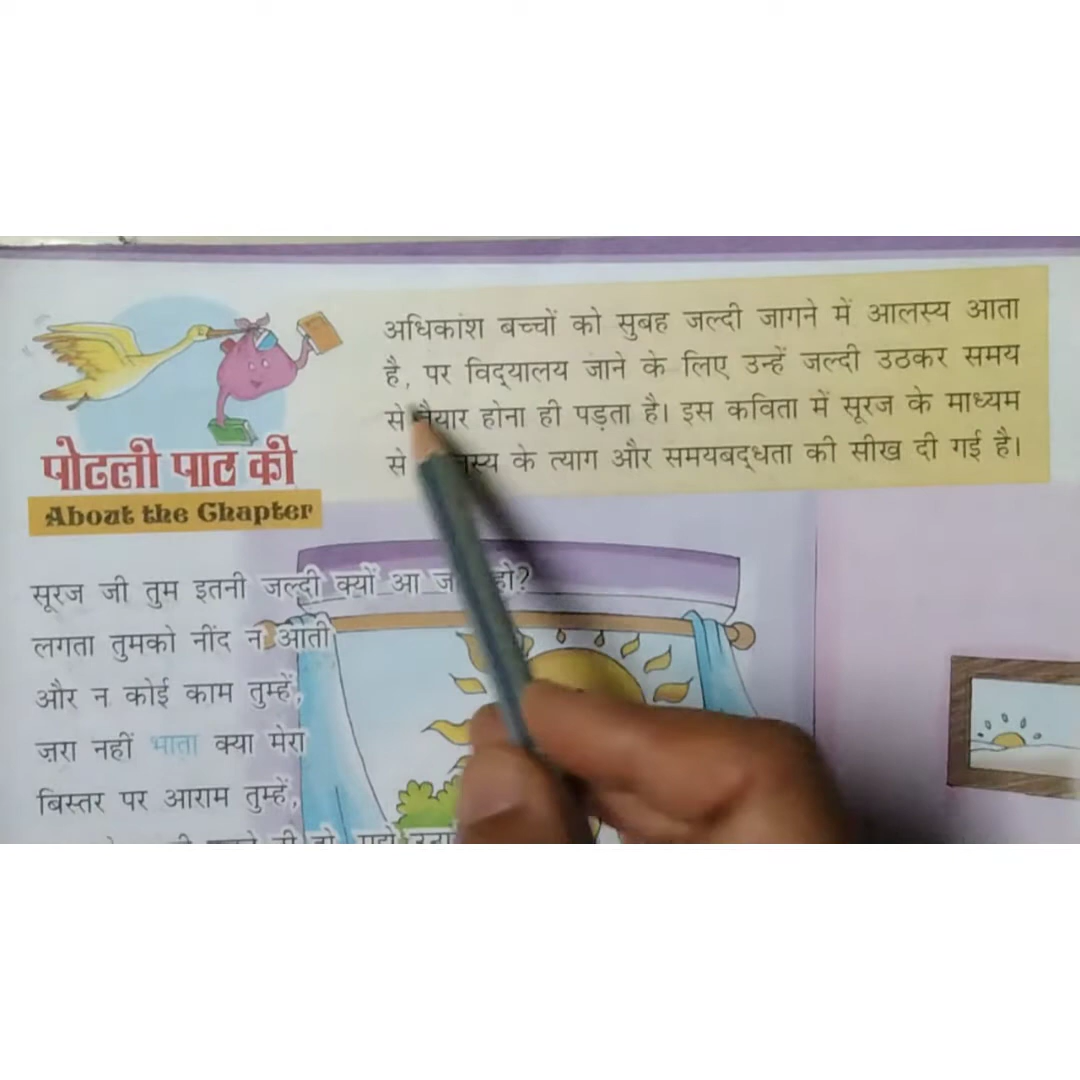 अधिकांश बच्चों को सुबह जल्दी जागने में आलस्य आता
है, पर विद्‌यालय जाने के लिए उन्हें जल्दी उठकर समय
से तैयार होना ही पड़ता है। इस कविता में सूरज के माध्यम
से के त्याग और समयबद्‌धता की सीख दी गई है।
पोटली पाठ की
About the Chapter
सूरज जी तुम इतनी जल्दी क्यों आ हो?
लगता तुमको नींद न आती
और न कोई काम तुम्हें,
ज़रा नहीं भाता क्या मेरा
बिस्तर पर आराम तुम्हें,